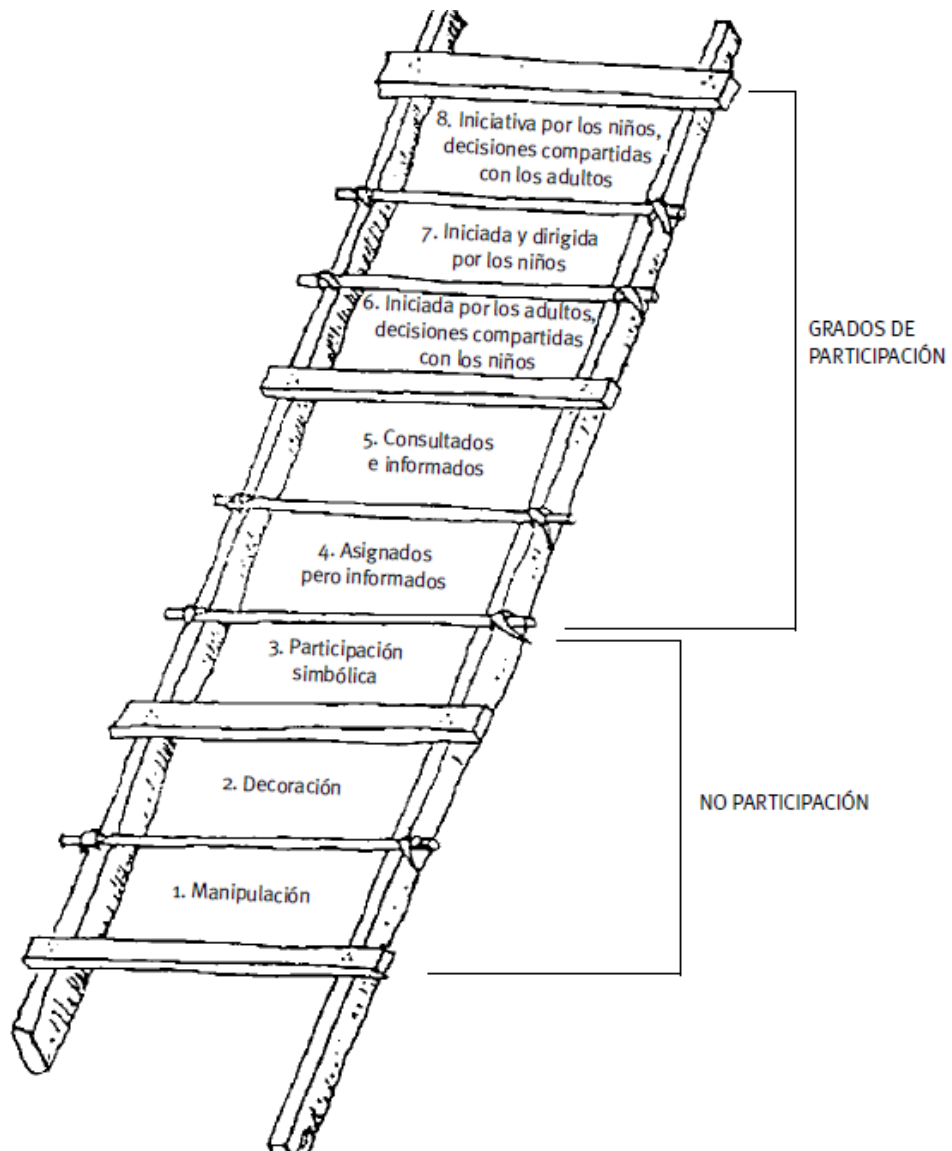 8. Iniciativa por los niños,
decisiones compartidas
con los adultos
7. Iniciada y dirigida
por los niños
6. Iniciada por los adultos,
decisiones compartidas
con los niños
GRADOS DE
PARTICIPACIÓN
5. Consultados
e informados
4. Asignados
pero informados
3. Participación
simbólica
2. Decoración
NO PARTICIPACIÓN
1. Manipulación